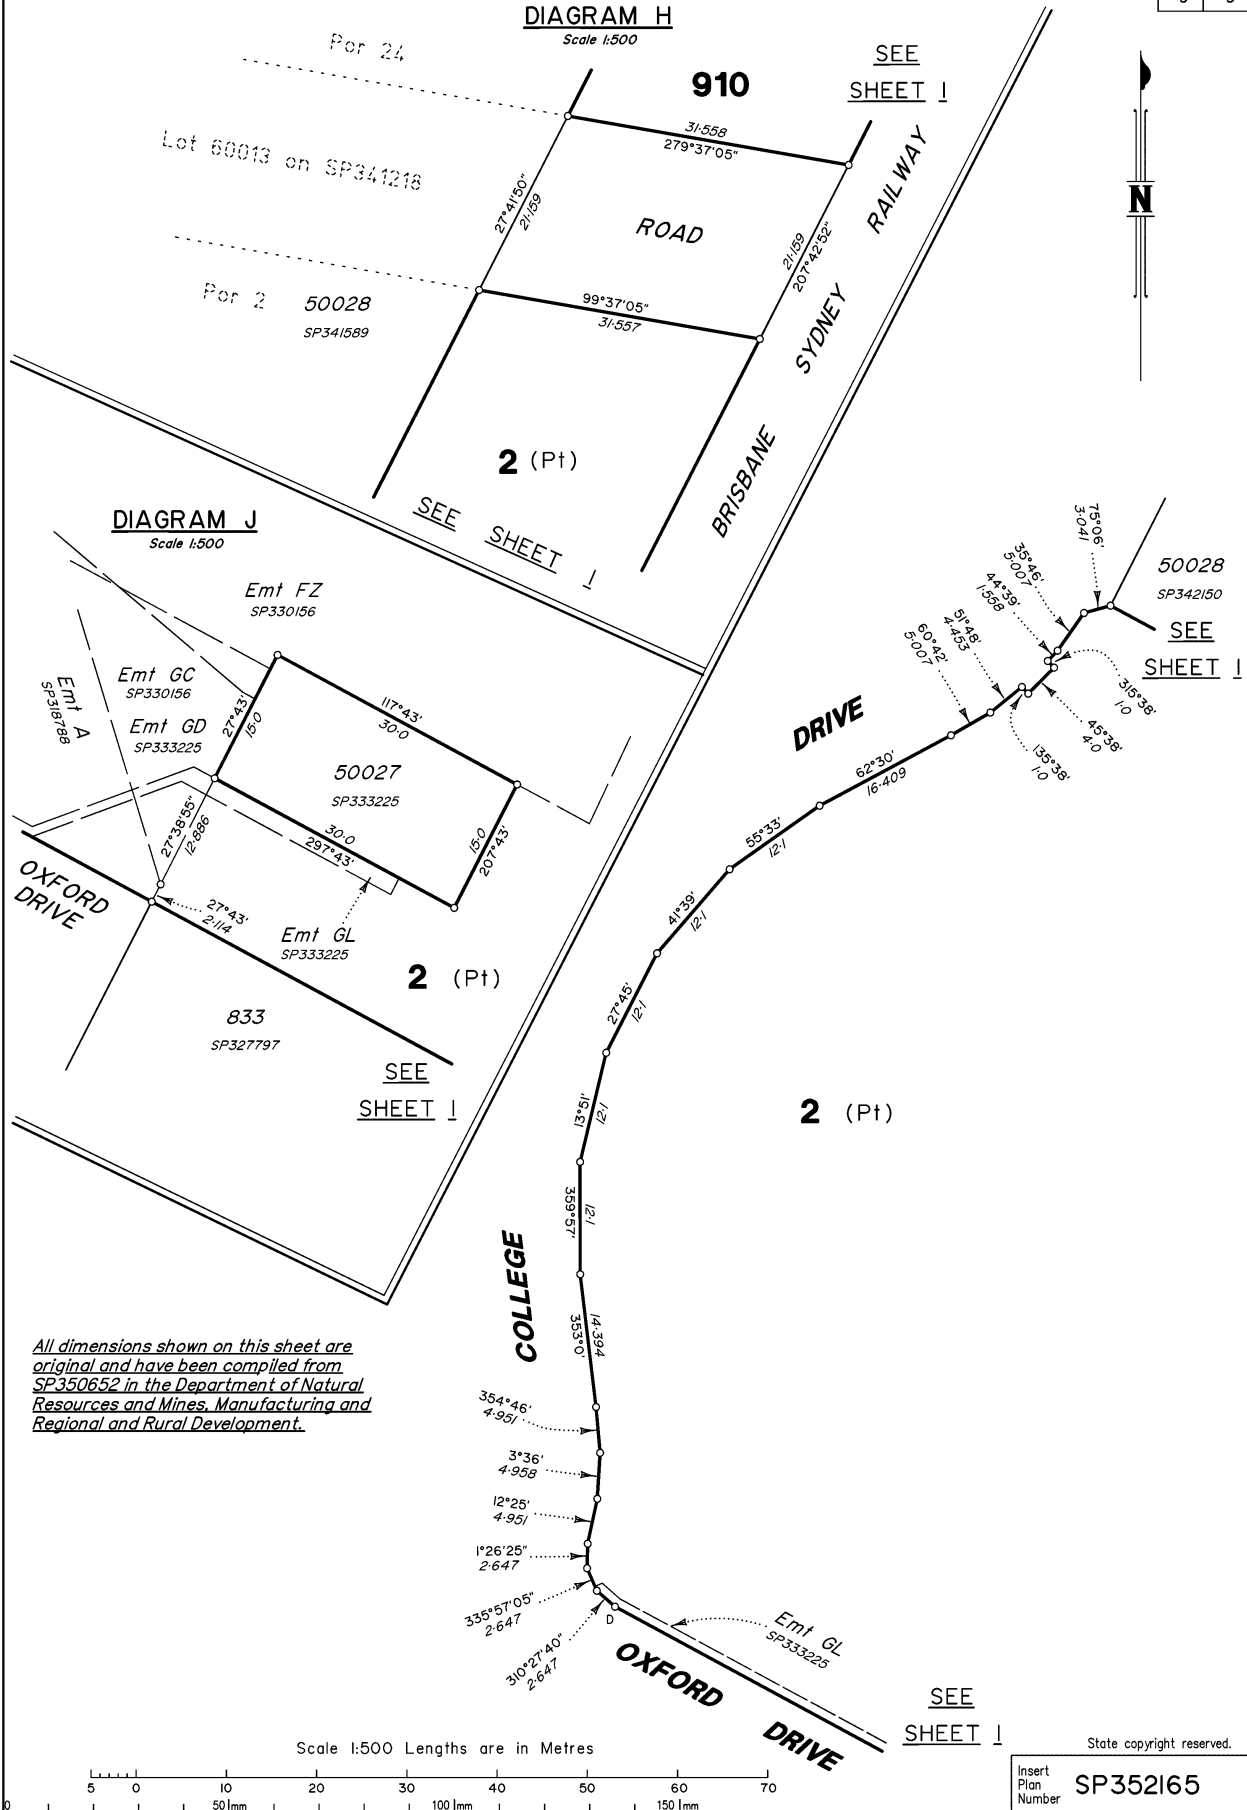 DIAGRAM H
Scale 1:500
Por 24
910
SEE
SHEET 1
31·558
279°37'05"
Lot 60013 on SP341218
27°41'50"
21·159
ROAD
21·159
207°42'52"
RAILWAY
Por 2
50028
SP341589
99°37'05"
31·557
SYDNEY
N
2 (Pt)
BRISBANE
SEE
SHEET 1
DIAGRAM J
Scale 1:500
Emt FZ
SP330156
Emt GC
SP330156
Emt A
SP318788
Emt GD
SP333225
27°43'
15·0
117°43'
30·0
50027
SP333225
30·0
297°43'
15·0
207°43'
27°38'55"
12·886
OXFORD
DRIVE
27°43'
2·114
Emt GL
SP333225
2 (Pt)
833
SP327797
SEE
SHEET 1
75°06'
3·041
50028
SP342150
SEE
SHEET 1
35°46'
5·007
44°39'
1·558
51°48'
4·453
60°42'
5·007
315°38'
1·0
45°38'
4·0
135°38'
1·0
DRIVE
62°30'
16·409
55°33'
12·1
41°39'
12·1
27°45'
12·1
13°51'
12·1
2 (Pt)
359°57'
12·1
COLLEGE
353°0'
14·394
All dimensions shown on this sheet are
original and have been compiled from
SP350652 in the Department of Natural
Resources and Mines, Manufacturing and
Regional and Rural Development.
354°46'
4·951
3°36'
4·958
12°25'
4·951
1°26'25"
2·647
335°57'05"
2·647
310°27'40"
2·647
D
Emt GL
SP333225
OXFORD DRIVE
SEE
SHEET 1
Scale 1:500 Lengths are in Metres
State copyright reserved.
5 0 10 20 30 40 50 60 70
0 50mm 100mm 150mm
Insert
Plan
Number
SP352165